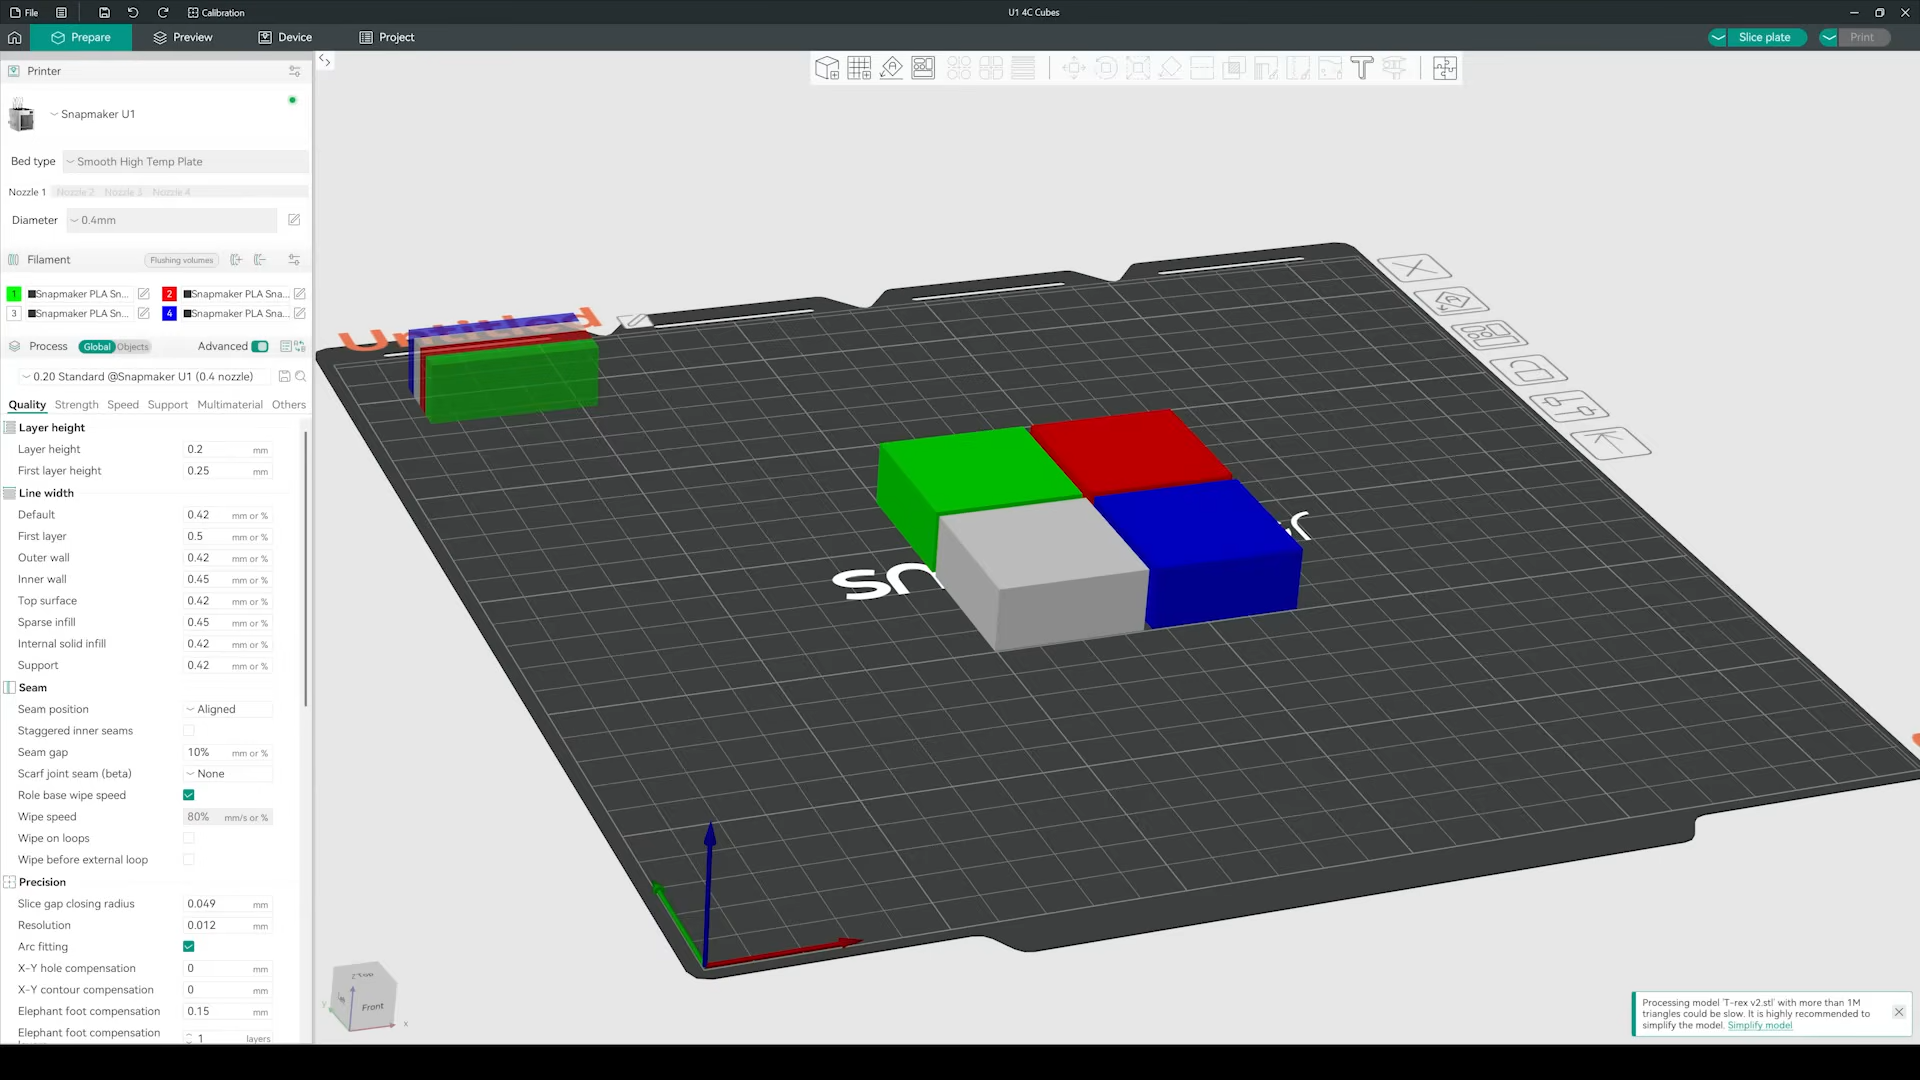 File
Calibration
U1 4C Cubes
Prepare
Preview
Device
Project
Slice plate
Print
Printer
Snapmaker U1
Bed type
Smooth High Temp Plate
Nozzle 1 Nozzle 2 Nozzle 3 Nozzle 4
Diameter 0.4mm
Filament Flushing volumes
1 Snapmaker PLA Sn... 2 Snapmaker PLA Sna...
3 Snapmaker PLA Sn... 4 Snapmaker PLA Sna...
Process Global Objects Advanced
0.20 Standard @Snapmaker U1 (0.4 nozzle)
Quality Strength Speed Support Multimaterial Others
Layer height
Layer height 0.2 mm
First layer height 0.25 mm
Line width
Default 0.42 mm or %
First layer 0.5 mm or %
Outer wall 0.42 mm or %
Inner wall 0.45 mm or %
Top surface 0.42 mm or %
Sparse infill 0.45 mm or %
Internal solid infill 0.42 mm or %
Support 0.42 mm or %
Seam
Seam position Aligned
Staggered inner seams
Seam gap 10% mm or %
Scarf joint seam (beta) None
Role base wipe speed
Wipe speed 80% mm/s or %
Wipe on loops
Wipe before external loop
Precision
Slice gap closing radius 0.049 mm
Resolution 0.012 mm
Arc fitting
X-Y hole compensation 0 mm
X-Y contour compensation 0 mm
Elephant foot compensation 0.15 mm
Elephant foot compensation
1 layers
Untitled
sn
r
Top
Front
x
y
Processing model 'T-rex v2.stl' with more than 1M
triangles could be slow. It is highly recommended to
simplify the model. Simplify model